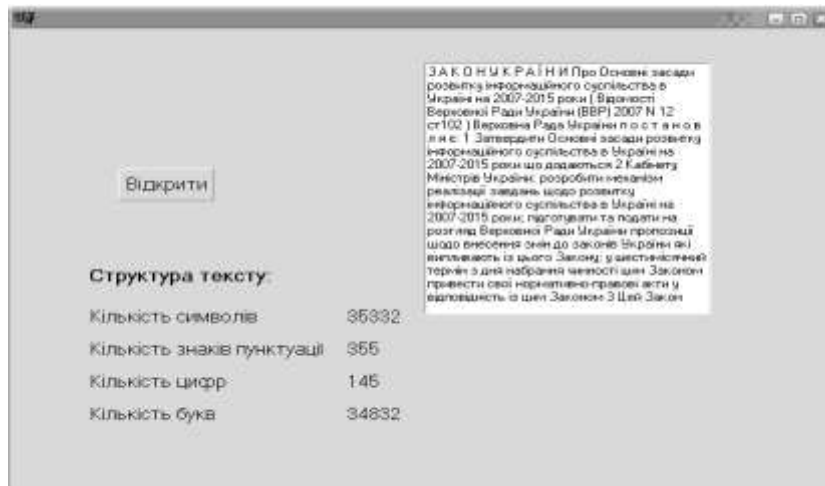 Відкрити
Структура тексту:
Кількість символів 35332
Кількість знаків пунктуації 355
Кількість цифр 145
Кількість букв 34832
З А К О Н У К Р А Ї Н И Про Основні засади
розвитку інформаційного суспільства в
Україні на 2007-2015 роки ( Відомості
Верховної Ради України (ВВР) 2007 N 12
ст102 ) Верховна Рада України п о с т а н о в
л я є: 1 Затвердити Основні засади розвитку
інформаційного суспільства в Україні на
2007-2015 роки що додаються 2 Кабінету
Міністрів України: розробити механізм
реалізації завдань щодо розвитку
інформаційного суспільства в Україні на
2007-2015 роки; підготувати та подати на
розгляд Верховної Ради України пропозиції
щодо внесення змін до законів України які
випливають із цього Закону; у шестимісячний
термін з дня набрання чинності цим Законом
привести свої нормативно-правові акти у
відповідність із цим Законом 3 Цей Закон